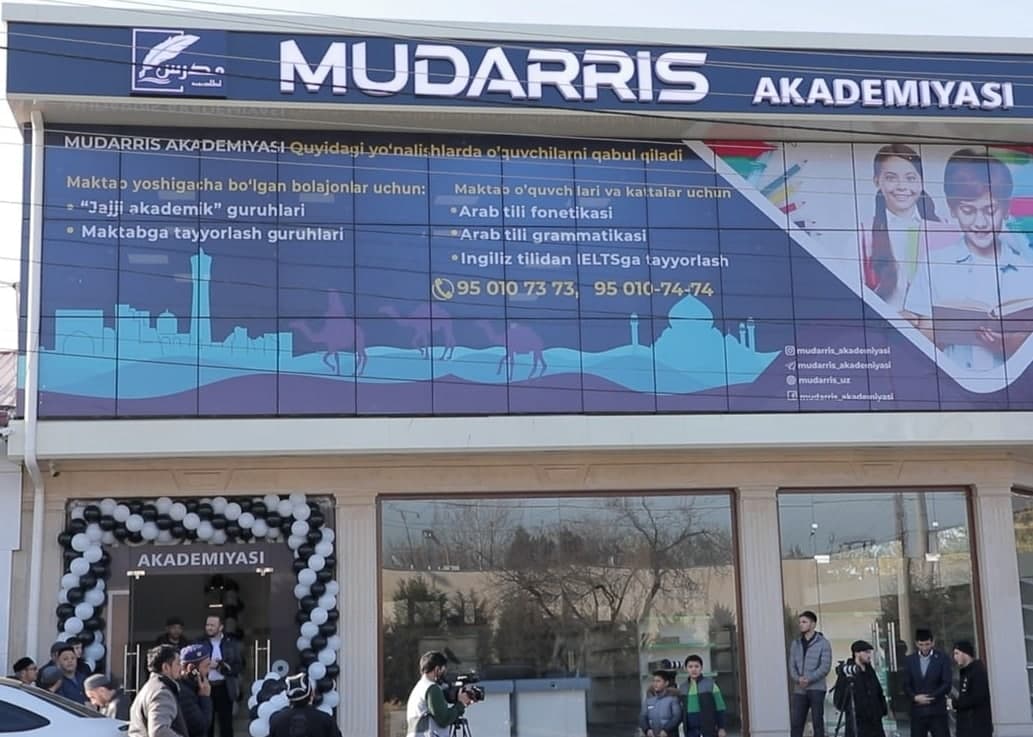 مدرس
MUDARRIS AKADEMIYASI
MUDARRIS AKADEMIYASI Quyidagi yo‘nalishlarda o‘quvchilarni qabul qiladi
Maktab yoshigacha bo‘lgan bolajonlar uchun:
• “Jajji akademik” guruhlari
• Maktabga tayyorlash guruhlari
Maktab o‘quvchilari va kattalar uchun
• Arab tili fonetikasi
• Arab tili grammatikasi
• Ingiliz tilidan IELTSga tayyorlash
95 010 73 73, 95 010-74-74
mudarris_akademiyasi
mudarris_akademiyasi
mudarris_uz
mudarris_akademiyasi
AKADEMIYASI